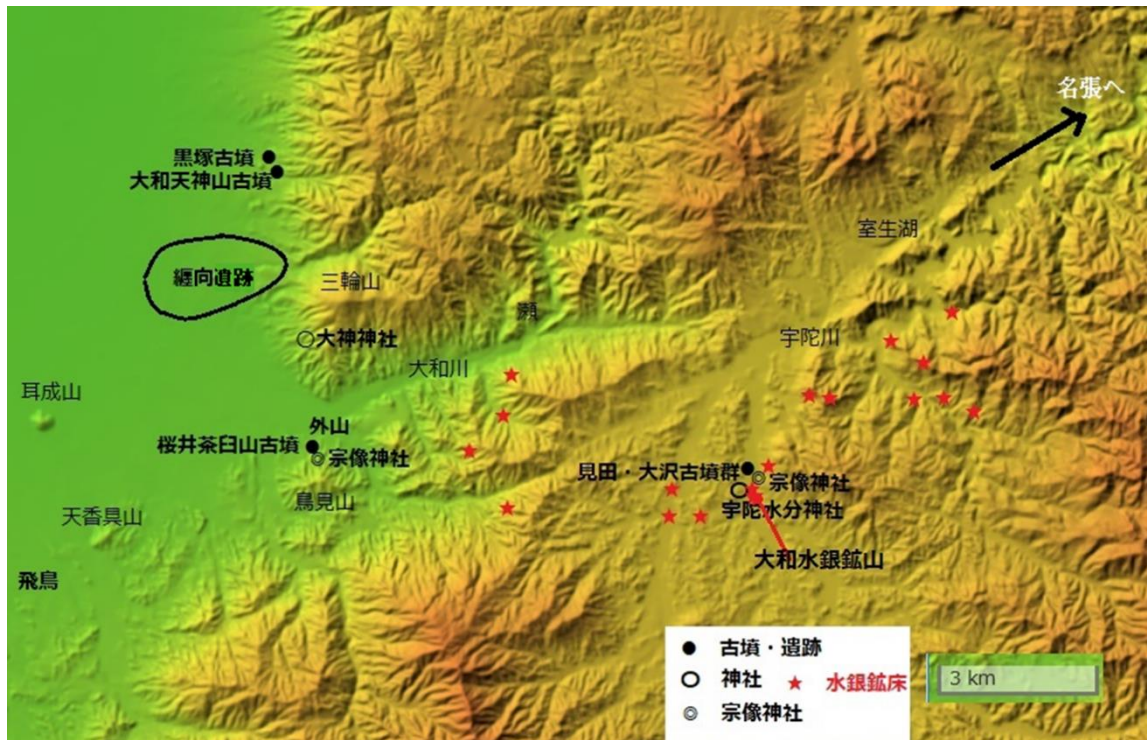 名張へ
黒塚古墳
大和天神山古墳
室生湖
纒向遺跡
三輪山
瀬
宇陀川
大神神社
大和川
耳成山
外山
桜井茶臼山古墳
宗像神社
見田・大沢古墳群
宗像神社
鳥見山
宇陀水分神社
天香具山
大和水銀鉱山
飛鳥
古墳・遺跡
神社
水銀鉱床
宗像神社
3 km